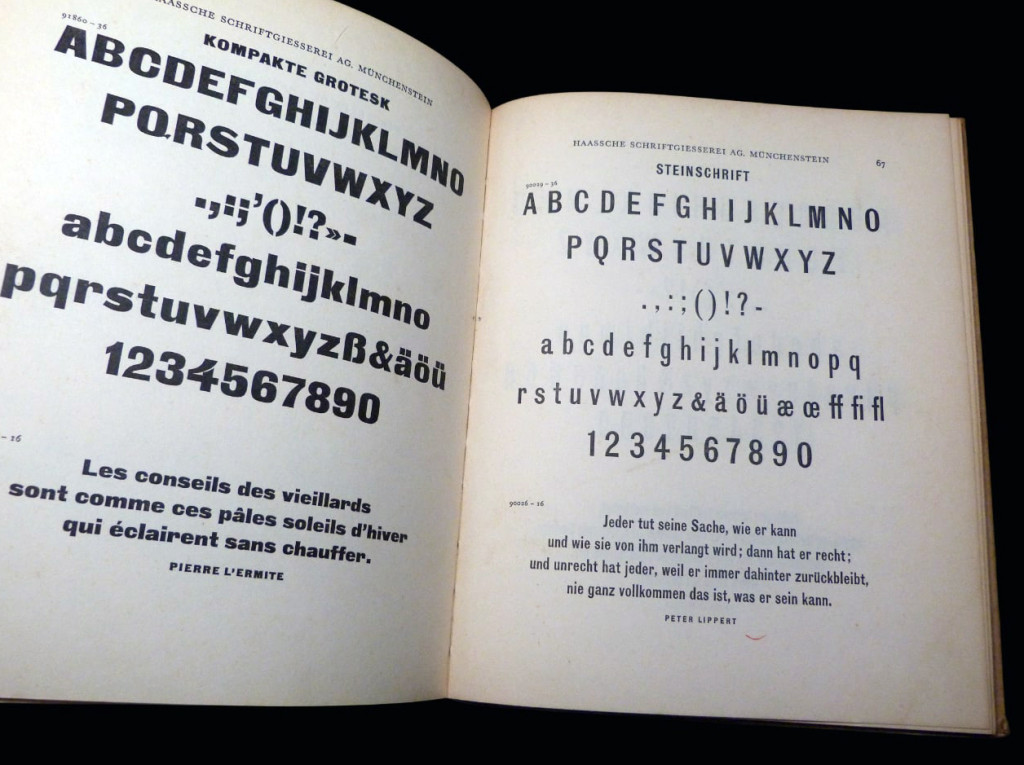 HAASSCHE SCHRIFTGIESSEREI AG. MÜNCHENSTEIN
91860 – 36
KOMPAKTE GROTESK
ABCDEFGHIJKLMNO
PQRSTUVWXYZ
.,:;'()!?»-
abcdefghijklmno
pqrstuvwxyzß&äöü
1234567890
– 16
Les conseils des vieillards
sont comme ces pâles soleils d'hiver
qui éclairent sans chauffer.
PIERRE L'ERMITE
HAASSCHE SCHRIFTGIESSEREI AG. MÜNCHENSTEIN
67
STEINSCHRIFT
90029 – 36
ABCDEFGHIJKLMNO
PQRSTUVWXYZ
.,:;()!?-
abcdefghijklmnopq
rstuvwxyz&äöüæœfffifl
1234567890
90026 – 16
Jeder tut seine Sache, wie er kann
und wie sie von ihm verlangt wird; dann hat er recht;
und unrecht hat jeder, weil er immer dahinter zurückbleibt,
nie ganz vollkommen das ist, was er sein kann.
PETER LIPPERT